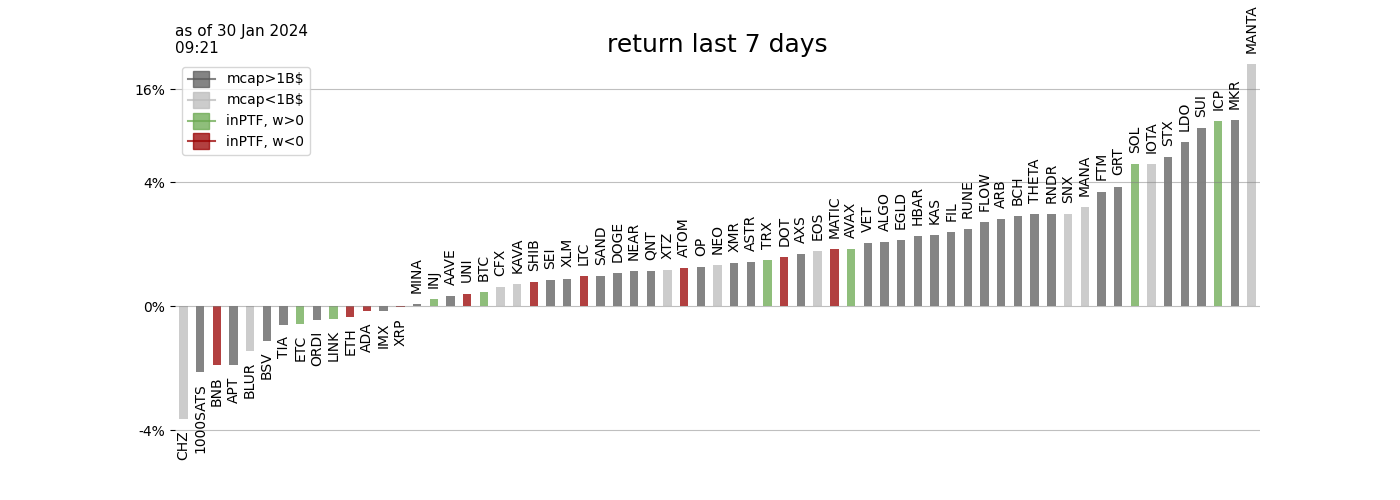 as of 30 Jan 2024
09:21
return last 7 days
mcap>1B$
mcap<1B$
inPTF, w>0
inPTF, w<0
16%
4%
0%
-4%
CHZ
1000SATS
BNB
APT
BLUR
BSV
TIA
ETC
ORDI
LINK
ETH
ADA
IMX
XRP
MINA
INJ
AAVE
UNI
BTC
CFX
KAVA
SHIB
SEI
XLM
LTC
SAND
DOGE
NEAR
QNT
XTZ
ATOM
OP
NEO
XMR
ASTR
TRX
DOT
AXS
EOS
MATIC
AVAX
VET
ALGO
EGLD
HBAR
KAS
FIL
RUNE
FLOW
ARB
BCH
THETA
RNDR
SNX
MANA
FTM
GRT
SOL
IOTA
STX
LDO
SUI
ICP
MKR
MANTA